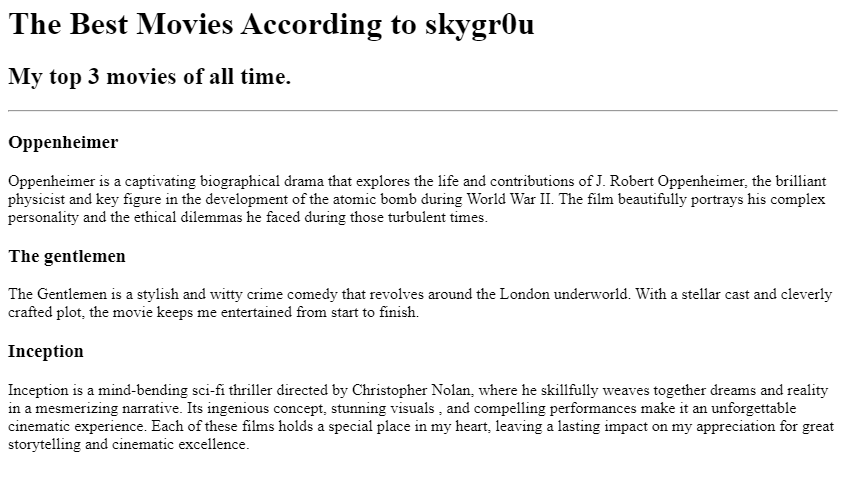 The Best Movies According to skygr0u
My top 3 movies of all time.
Oppenheimer
Oppenheimer is a captivating biographical drama that explores the life and contributions of J. Robert Oppenheimer, the brilliant
physicist and key figure in the development of the atomic bomb during World War II. The film beautifully portrays his complex
personality and the ethical dilemmas he faced during those turbulent times.
The gentlemen
The Gentlemen is a stylish and witty crime comedy that revolves around the London underworld. With a stellar cast and cleverly
crafted plot, the movie keeps me entertained from start to finish.
Inception
Inception is a mind-bending sci-fi thriller directed by Christopher Nolan, where he skillfully weaves together dreams and reality
in a mesmerizing narrative. Its ingenious concept, stunning visuals , and compelling performances make it an unforgettable
cinematic experience. Each of these films holds a special place in my heart, leaving a lasting impact on my appreciation for great
storytelling and cinematic excellence.